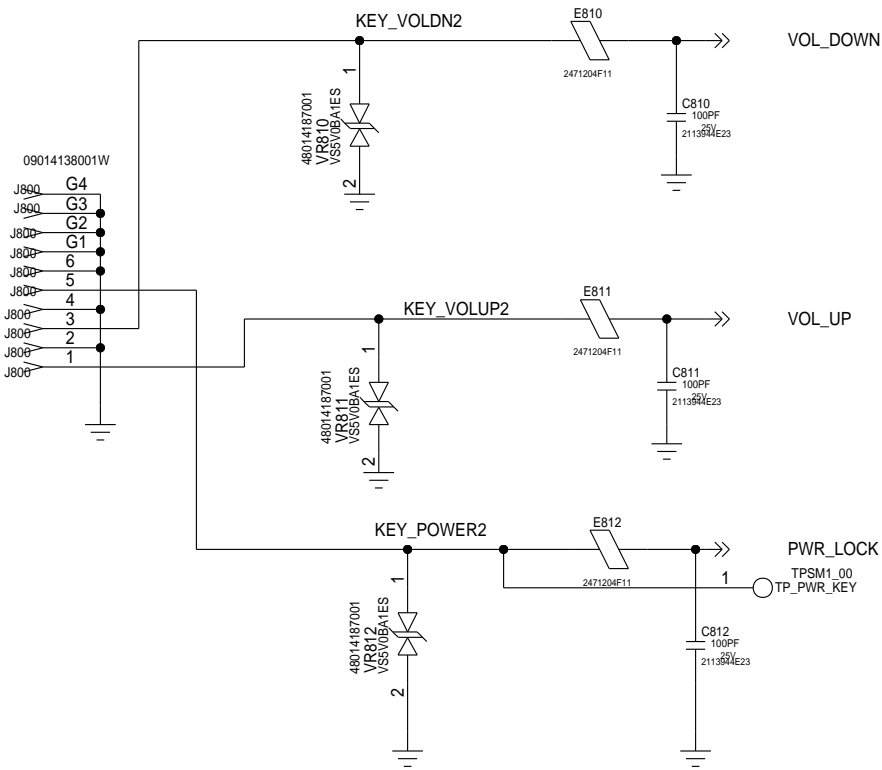 KEY_VOLDN2
E810
VOL_DOWN
2471204F11
1
48014187001
VR810
VS5V0BA1ES
2
C810
100PF
25V
2113944E23
09014138001W
J800 G4
J800 G3
J800 G2
J800 G1
J800 6
J800 5
J800 4
J800 3
J800 2
J800 1
KEY_VOLUP2
E811
VOL_UP
2471204F11
1
48014187001
VR811
VS5V0BA1ES
2
C811
100PF
25V
2113944E23
KEY_POWER2
E812
PWR_LOCK
2471204F11
1
TPSM1_00
TP_PWR_KEY
1
48014187001
VR812
VS5V0BA1ES
2
C812
100PF
25V
2113944E23